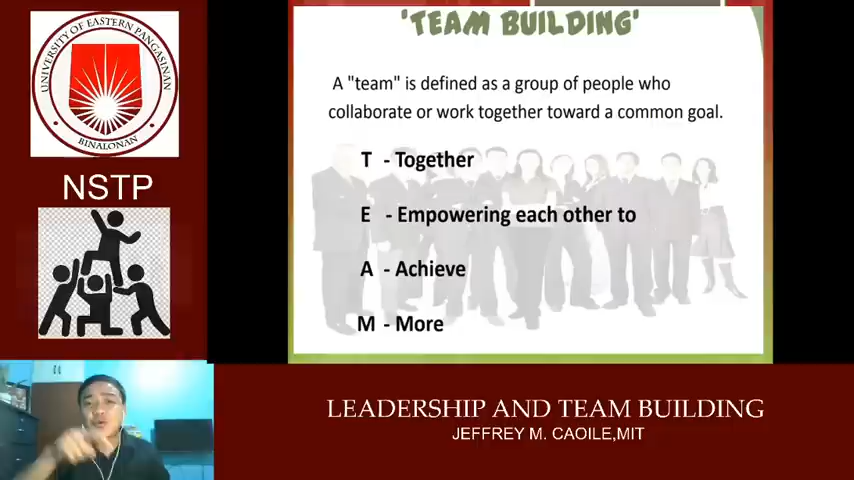 UNIVERSITY OF EASTERN PANGASINAN
BINALONAN
NSTP
'TEAM BUILDING'
A "team" is defined as a group of people who
collaborate or work together toward a common goal.
T - Together
E - Empowering each other to
A - Achieve
M - More
LEADERSHIP AND TEAM BUILDING
JEFFREY M. CAOILE,MIT